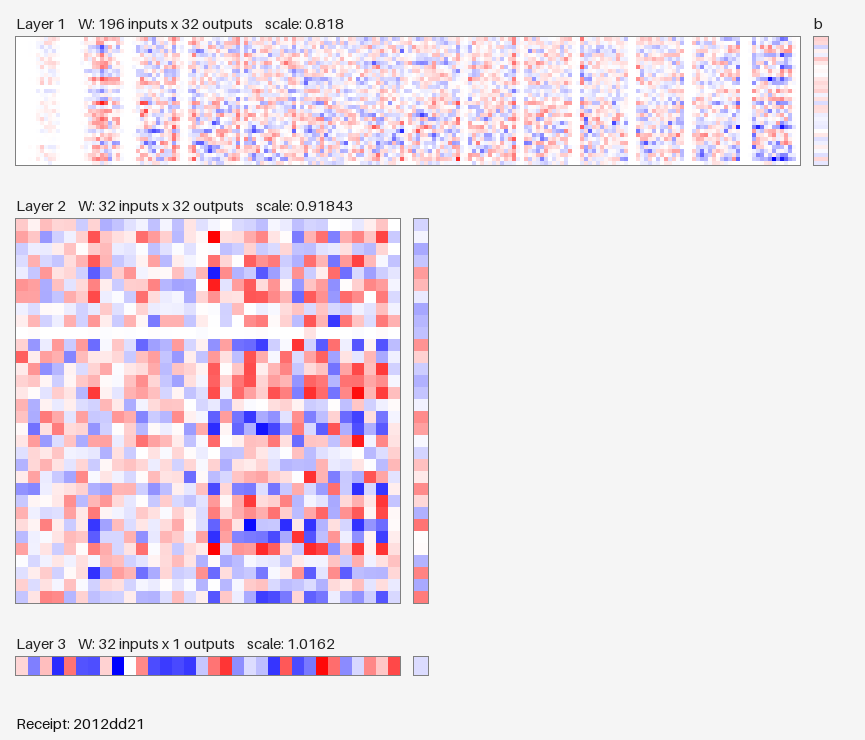 Layer 1 W: 196 inputs x 32 outputs scale: 0.818 b
Layer 2 W: 32 inputs x 32 outputs scale: 0.91843
Layer 3 W: 32 inputs x 1 outputs scale: 1.0162
Receipt: 2012dd21